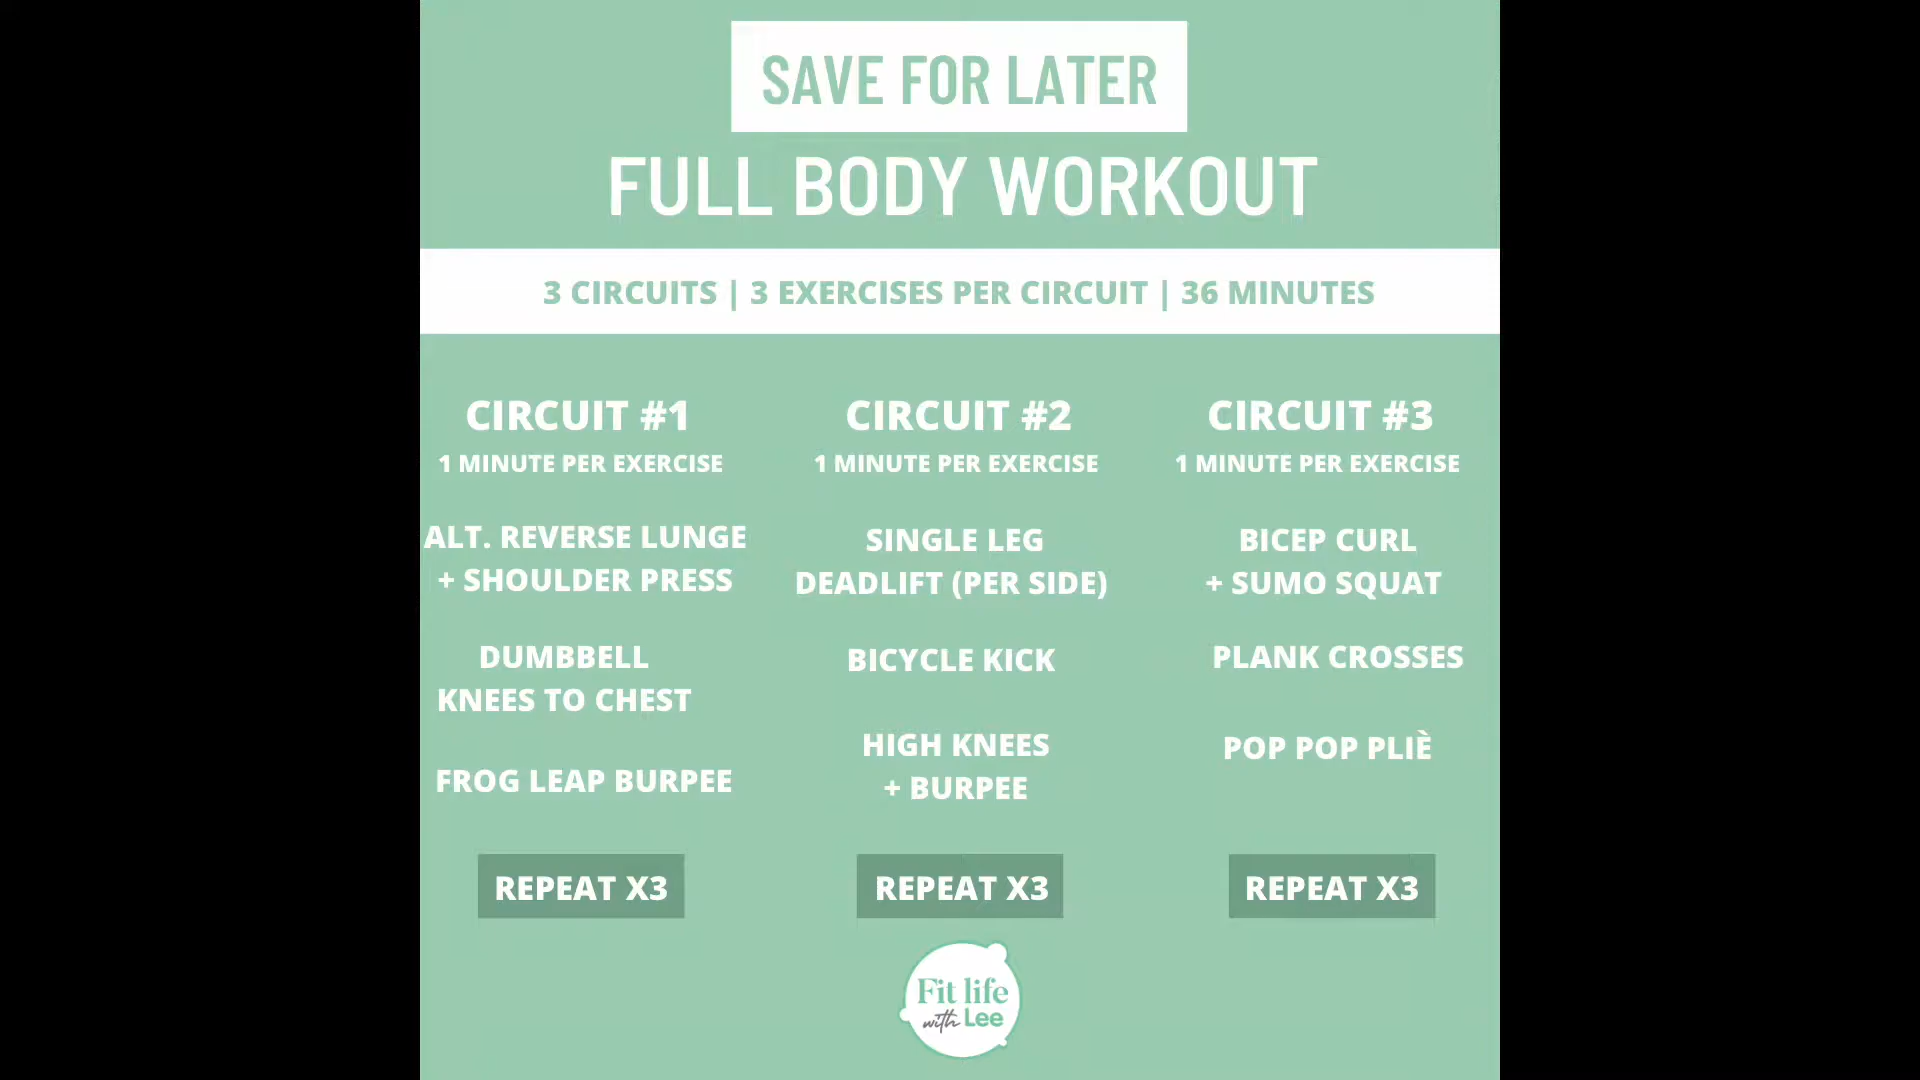 SAVE FOR LATER
FULL BODY WORKOUT
3 CIRCUITS | 3 EXERCISES PER CIRCUIT | 36 MINUTES
CIRCUIT #1
1 MINUTE PER EXERCISE
ALT. REVERSE LUNGE
+ SHOULDER PRESS
DUMBBELL
KNEES TO CHEST
FROG LEAP BURPEE
REPEAT X3
CIRCUIT #2
1 MINUTE PER EXERCISE
SINGLE LEG
DEADLIFT (PER SIDE)
BICYCLE KICK
HIGH KNEES
+ BURPEE
REPEAT X3
CIRCUIT #3
1 MINUTE PER EXERCISE
BICEP CURL
+ SUMO SQUAT
PLANK CROSSES
POP POP PLIÈ
REPEAT X3
Fit life
with Lee